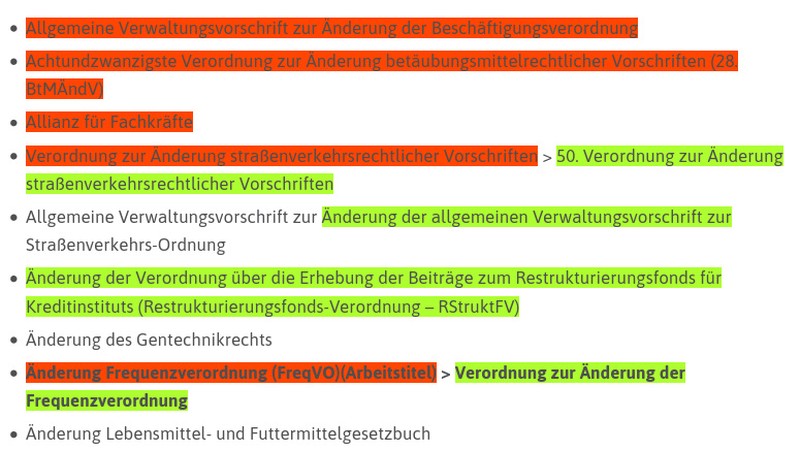 • Allgemeine Verwaltungsvorschrift zur Änderung der Beschäftigungsverordnung
• Achtundzwanzigste Verordnung zur Änderung betäubungsmittelrechtlicher Vorschriften (28.
BtMÄndV)
• Allianz für Fachkräfte
• Verordnung zur Änderung straßenverkehrsrechtlicher Vorschriften > 50. Verordnung zur Änderung
straßenverkehrsrechtlicher Vorschriften
• Allgemeine Verwaltungsvorschrift zur Änderung der allgemeinen Verwaltungsvorschrift zur
Straßenverkehrs-Ordnung
• Änderung der Verordnung über die Erhebung der Beiträge zum Restrukturierungsfonds für
Kreditinstituts (Restrukturierungsfonds-Verordnung – RStruktFV)
• Änderung des Gentechnikrechts
• Änderung Frequenzverordnung (FreqVO)(Arbeitstitel) > Verordnung zur Änderung der
Frequenzverordnung
• Änderung Lebensmittel- und Futtermittelgesetzbuch